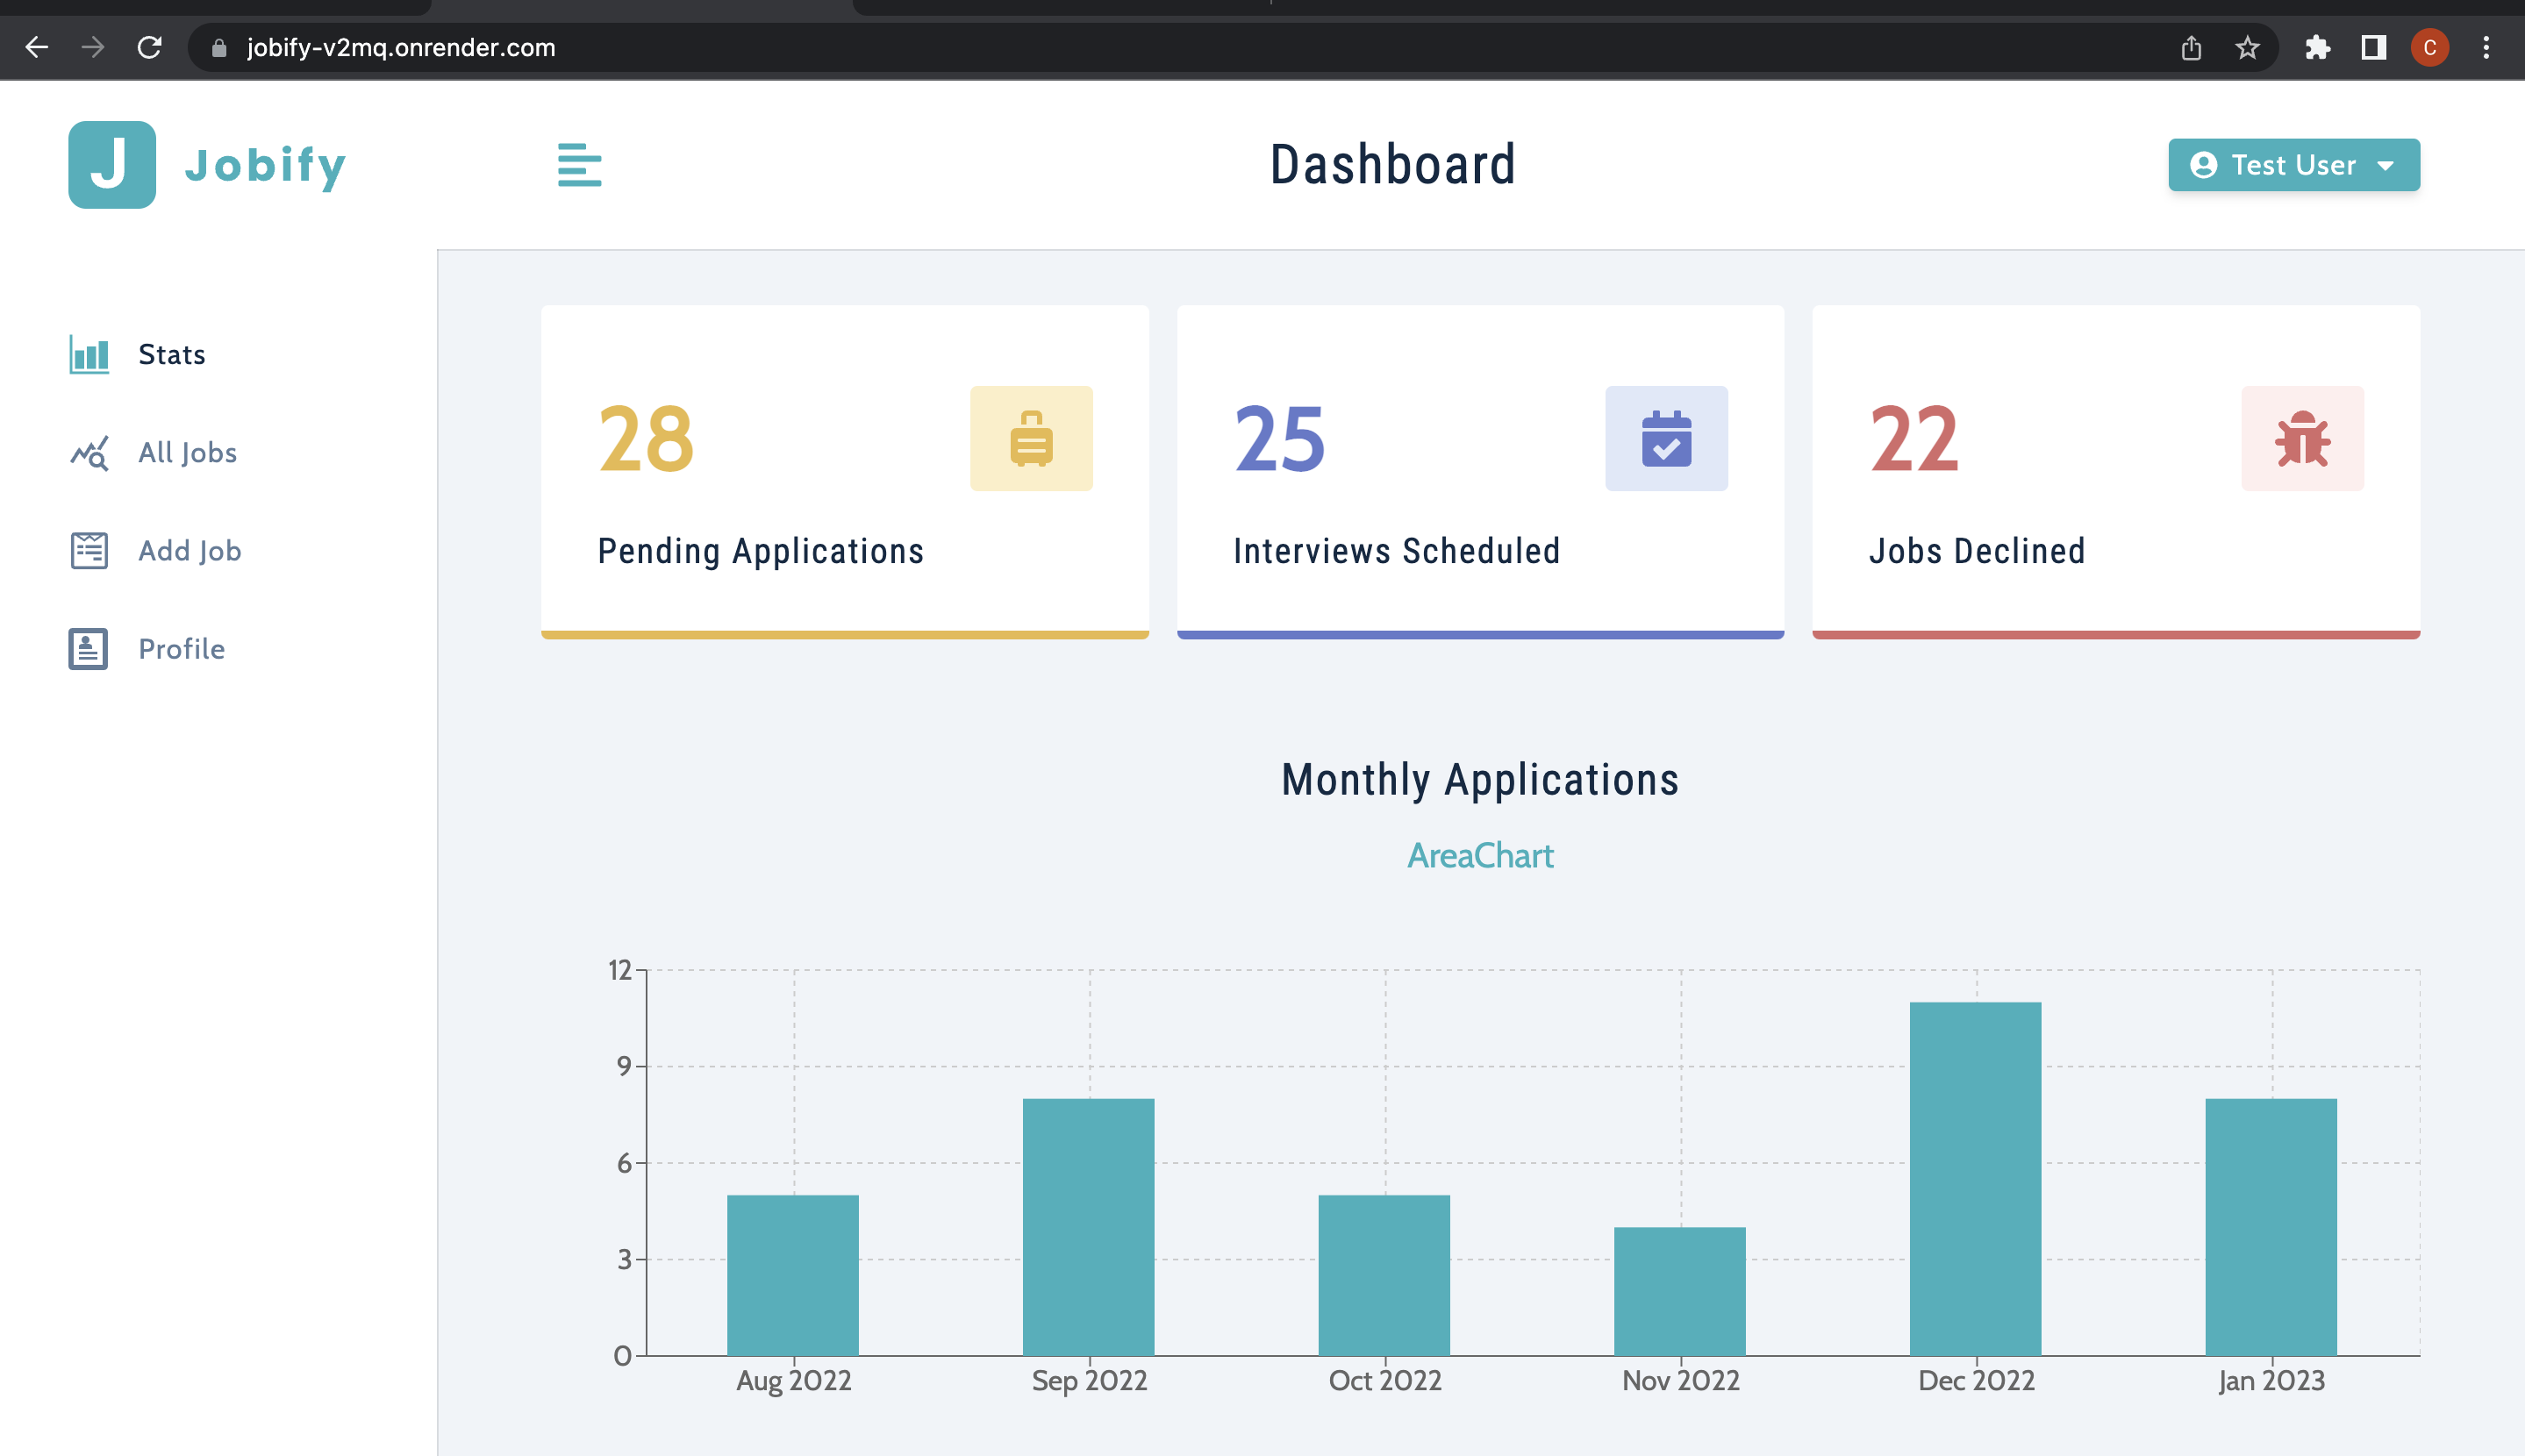 jobify-v2mq.onrender.com
C
J Jobify
Dashboard
Test User
Stats
All Jobs
Add Job
Profile
28
Pending Applications
25
Interviews Scheduled
22
Jobs Declined
Monthly Applications
AreaChart
12
9
6
3
0
Aug 2022
Sep 2022
Oct 2022
Nov 2022
Dec 2022
Jan 2023